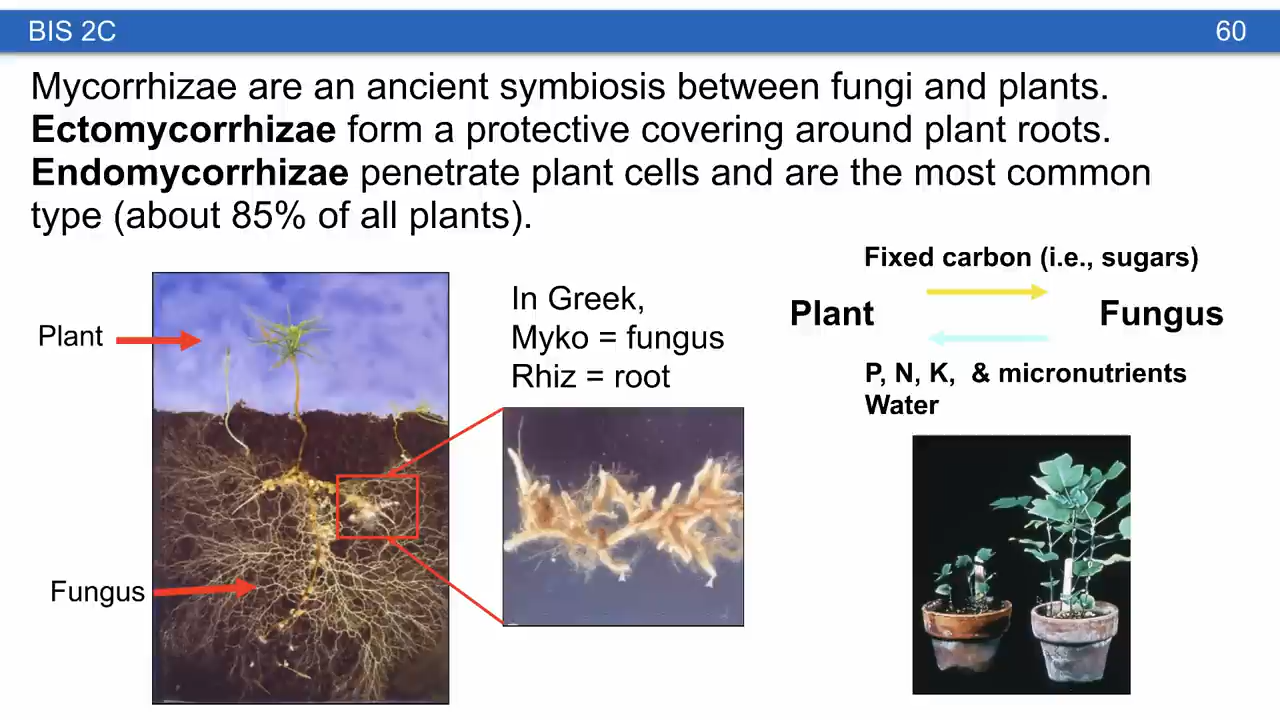 BIS 2C
60
Mycorrhizae are an ancient symbiosis between fungi and plants.
Ectomycorrhizae form a protective covering around plant roots.
Endomycorrhizae penetrate plant cells and are the most common
type (about 85% of all plants).
Fixed carbon (i.e., sugars)
Plant
Fungus
P, N, K, & micronutrients
Water
In Greek,
Myko = fungus
Rhiz = root
Plant
Fungus